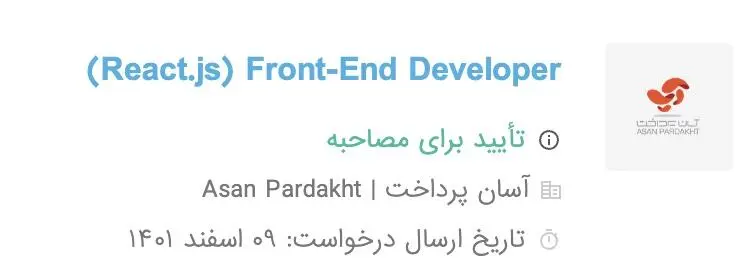 Front-End Developer (React.js)
تأیید برای مصاحبه
آسان پرداخت | Asan Pardakht
تاریخ ارسال درخواست: ۰۹ اسفند ۱۴۰۱
آسان پرداخت
ASAN PARDAKHT